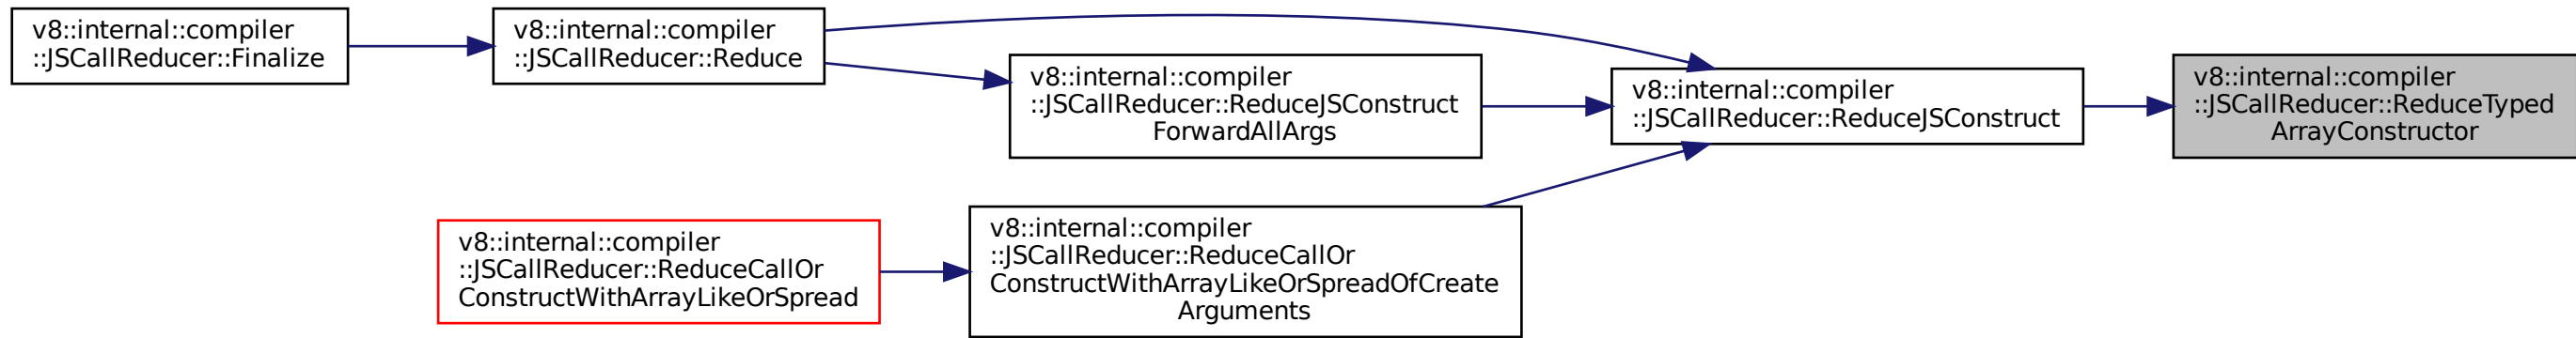 v8::internal::compiler
::JSCallReducer::Finalize
v8::internal::compiler
::JSCallReducer::Reduce
v8::internal::compiler
::JSCallReducer::ReduceJSConstruct
ForwardAllArgs
v8::internal::compiler
::JSCallReducer::ReduceJSConstruct
v8::internal::compiler
::JSCallReducer::ReduceTyped
ArrayConstructor
v8::internal::compiler
::JSCallReducer::ReduceCallOr
ConstructWithArrayLikeOrSpread
v8::internal::compiler
::JSCallReducer::ReduceCallOr
ConstructWithArrayLikeOrSpreadOfCreate
Arguments